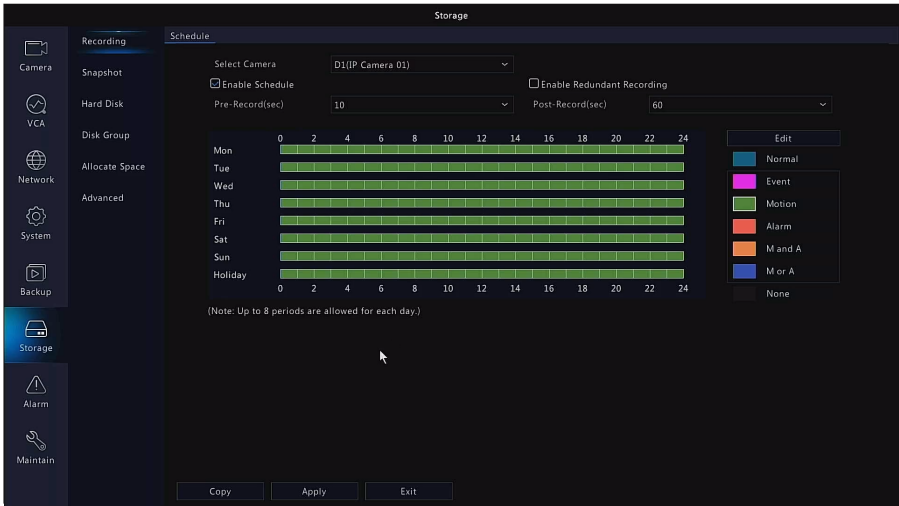 Storage
Camera
VCA
Network
System
Backup
Storage
Alarm
Maintain
Recording
Snapshot
Hard Disk
Disk Group
Allocate Space
Advanced
Schedule
Select Camera D1(IP Camera 01)
Enable Schedule Enable Redundant Recording
Pre-Record(sec) 10 Post-Record(sec) 60
0 2 4 6 8 10 12 14 16 18 20 22 24
Mon
Tue
Wed
Thu
Fri
Sat
Sun
Holiday
0 2 4 6 8 10 12 14 16 18 20 22 24
Edit
Normal
Event
Motion
Alarm
M and A
M or A
None
(Note: Up to 8 periods are allowed for each day.)
Copy Apply Exit